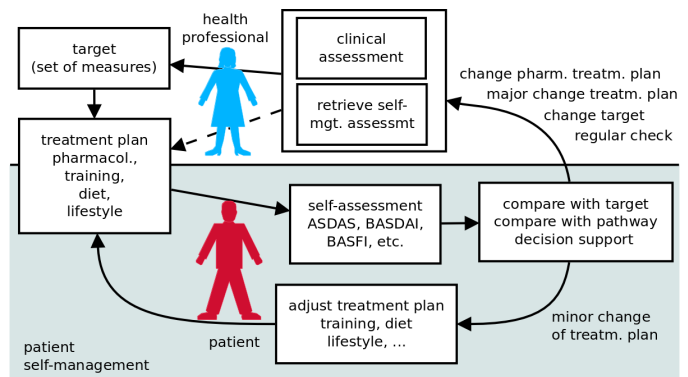 health
professional
target
(set of measures)
clinical
assessment
retrieve self-
mgt. assessmt
change pharm. treatm. plan
major change treatm. plan
change target
regular check
treatment plan
pharmacol.,
training,
diet,
lifestyle
self-assessment
ASDAS, BASDAI,
BASFI, etc.
compare with target
compare with pathway
decision support
adjust treatment plan
training, diet
lifestyle, ...
minor change
of treatm. plan
patient
patient
self-management